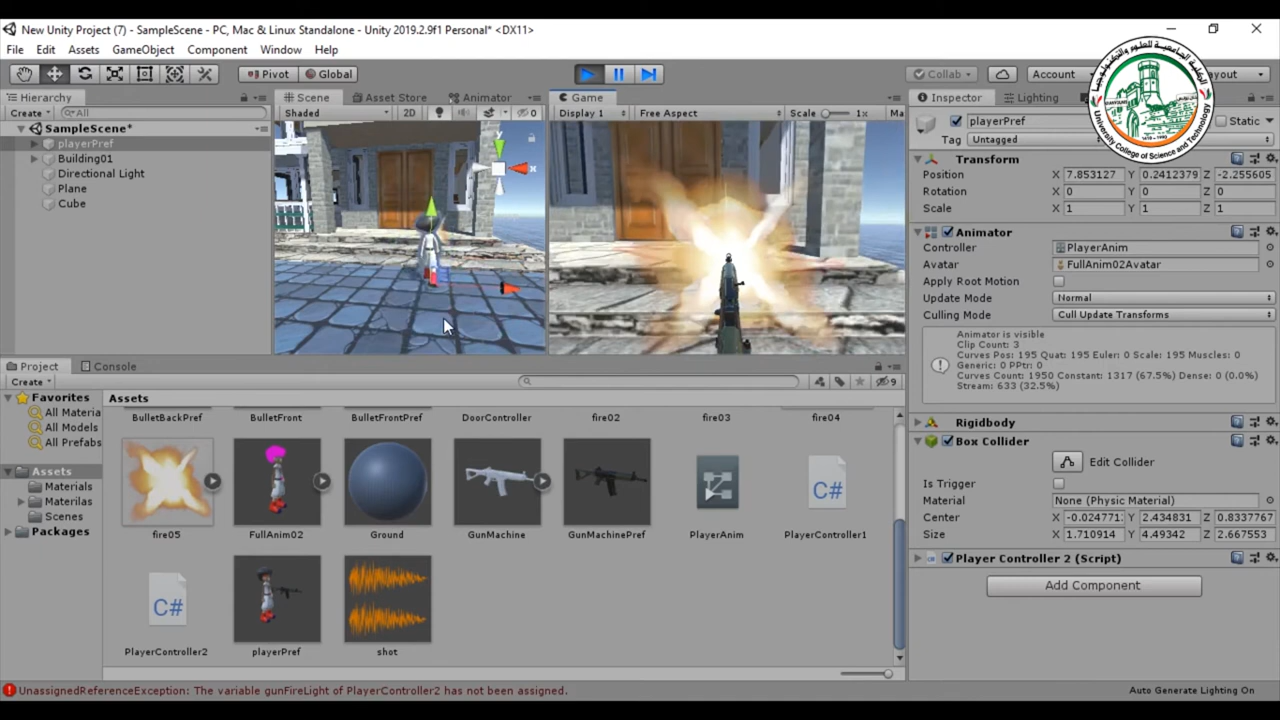 New Unity Project (7) - SampleScene - PC, Mac & Linux Standalone - Unity 2019.2.9f1 Personal* <DX11>
File Edit Assets GameObject Component Window Help
Pivot Global Collab Account Layout
Hierarchy
Create All
SampleScene*
playerPref
Building01
Directional Light
Plane
Cube
Scene Asset Store Animator
Shaded 2D 0
Game
Display 1 Free Aspect Scale 1x Ma
y
x
Inspector Lighting
playerPref Static
Tag Untagged
Transform
Position X 7.853127 Y 0.2412379 Z -2.255605
Rotation X 0 Y 0 Z 0
Scale X 1 Y 1 Z 1
Animator
Controller PlayerAnim
Avatar FullAnim02Avatar
Apply Root Motion
Update Mode Normal
Culling Mode Cull Update Transforms
Animator is visible
Clip Count: 3
Curves Pos: 195 Quat: 195 Euler: 0 Scale: 195 Muscles: 0
Generic: 0 PPtr: 0
Curves Count: 1950 Constant: 1317 (67.5%) Dense: 0 (0.0%)
Stream: 633 (32.5%)
Rigidbody
Box Collider
Edit Collider
Is Trigger
Material None (Physic Material)
Center X -0.024771 Y 2.434831 Z 0.8337767
Size X 1.710914 Y 4.49342 Z 2.667553
Player Controller 2 (Script)
Add Component
Project Console
Create 9
Favorites
All Materia
All Models
All Prefabs
Assets
Materials
Materilas
Scenes
Packages
Assets
BulletBackPref BulletFront BulletFrontPref DoorController fire02 fire03 fire04
C#
fire05 FullAnim02 Ground GunMachine GunMachinePref PlayerAnim PlayerController1
C#
PlayerController2 playerPref shot
UnassignedReferenceException: The variable gunFireLight of PlayerController2 has not been assigned.
Auto Generate Lighting On
الكلية الجامعية للعلوم والتكنولوجيا
University College of Science and Technology